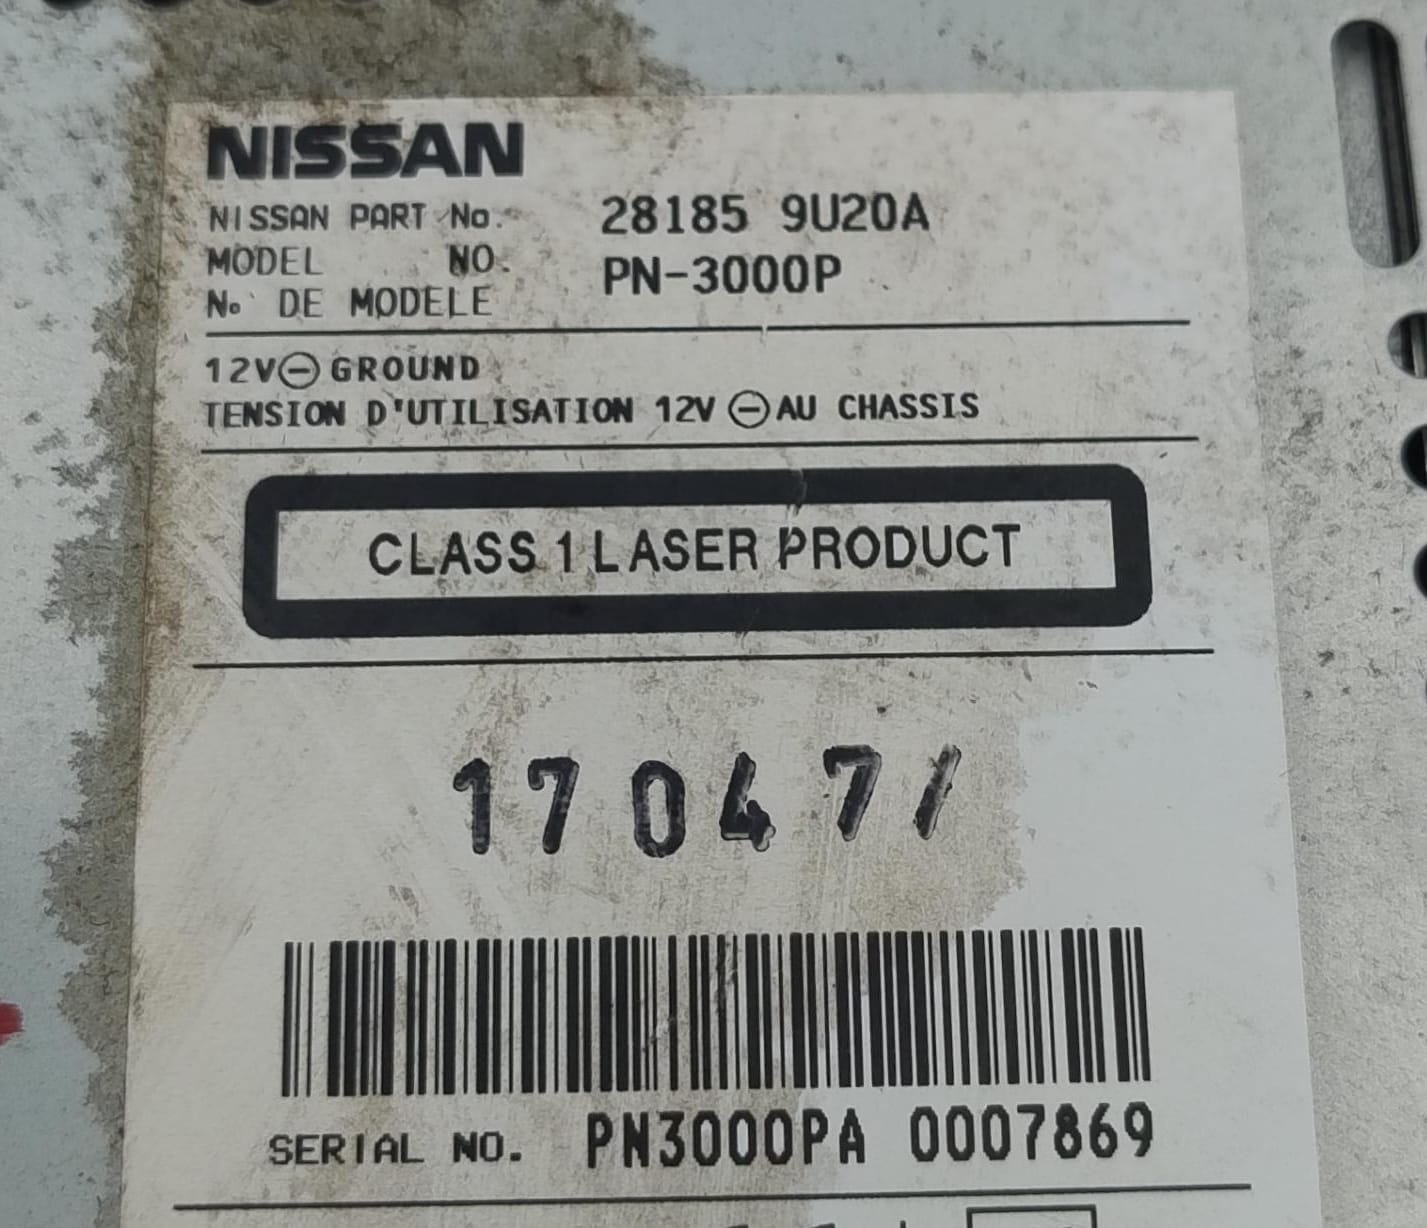 NISSAN
NISSAN PART No. 28185 9U20A
MODEL NO. PN-3000P
No DE MODELE
12V⊖GROUND
TENSION D'UTILISATION 12V ⊖AU CHASSIS
CLASS 1 LASER PRODUCT
17047/
SERIAL NO. PN3000PA 0007869